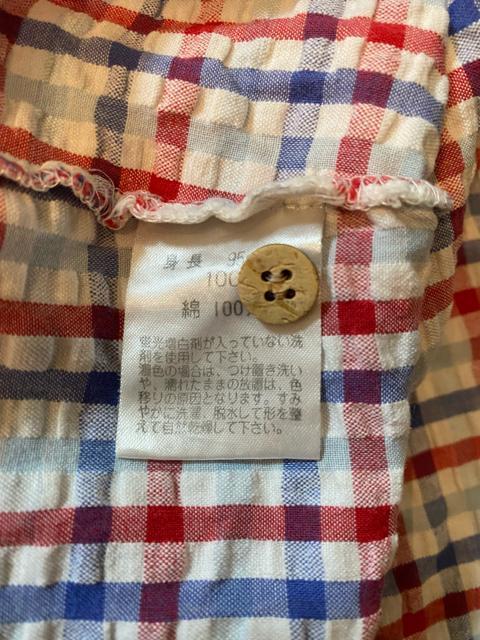 身長 95
100
綿 100%
蛍光増白剤が入っていない洗
剤を使用して下さい。
濃色の場合は、つけ置き洗い
や、濡れたままの放置は、色
移りの原因となります。すみ
やかに洗濯、脱水して形を整
えて自然乾燥して下さい。